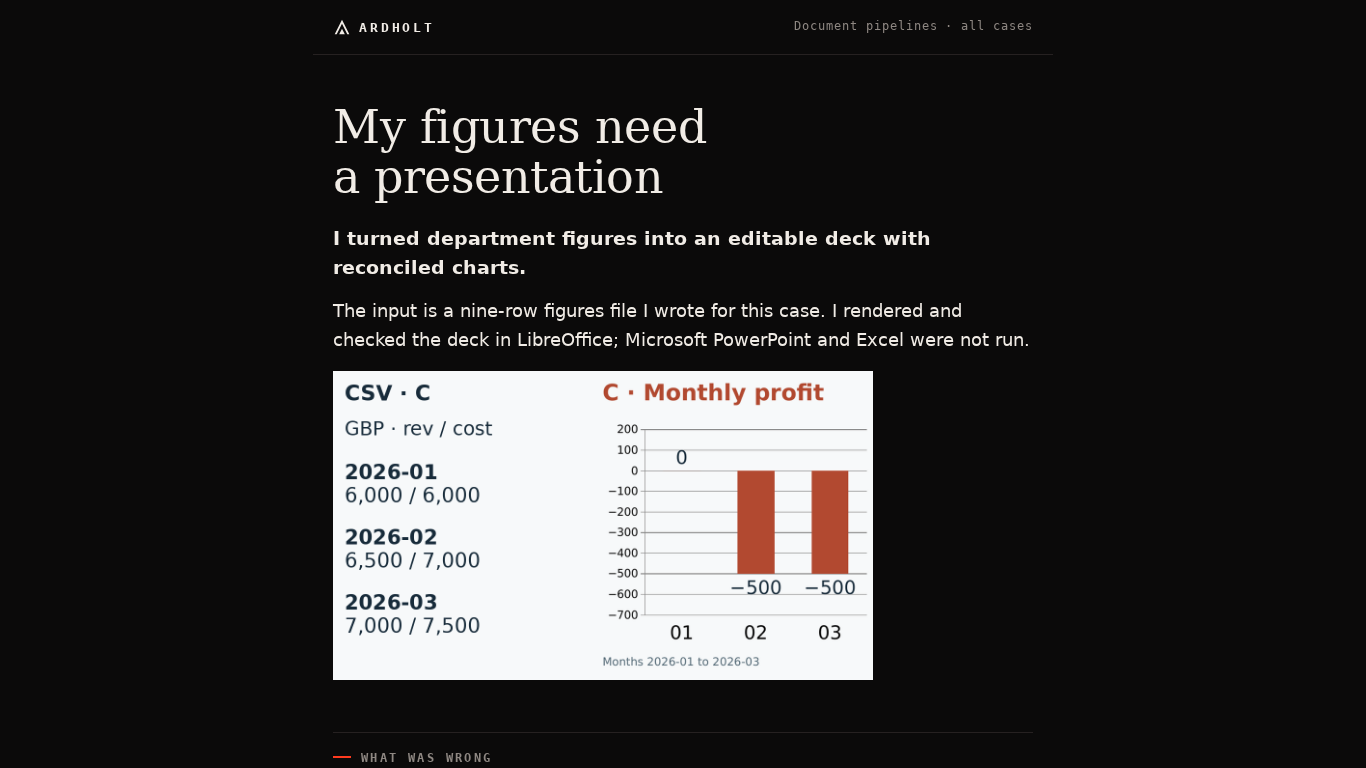 ARDHOLT
Document pipelines · all cases
My figures need
a presentation
I turned department figures into an editable deck with
reconciled charts.
The input is a nine-row figures file I wrote for this case. I rendered and
checked the deck in LibreOffice; Microsoft PowerPoint and Excel were not run.
CSV · C
GBP · rev / cost
2026-01
6,000 / 6,000
2026-02
6,500 / 7,000
2026-03
7,000 / 7,500
C · Monthly profit
200
100
0
−100
−200
−300
−400
−500
−600
−700
0
−500
−500
01
02
03
Months 2026-01 to 2026-03
WHAT WAS WRONG